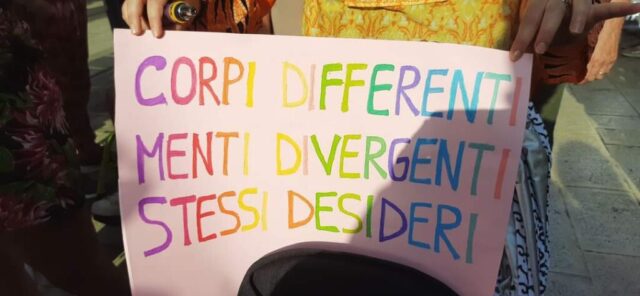 CORPI DIFFERENTI
MENTI DIVERGENTI
STESSI DESIDERI